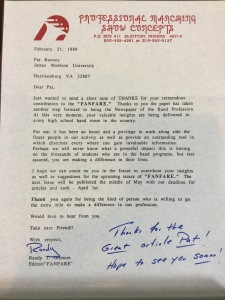 PROFESSIONAL MARCHING
SHOW CONCEPTS
P.O. BOX 411 BLUFFTON, INDIANA 46714
February 21, 1989
Pat Rooney
James Madison University
Harrisonburg VA 22807
Dear Pat,
Just wanted to send a short note of THANKS for your tremendous
contribution to the "FANFARE." Thanks to you the paper has taken
another step forward to being the Newspaper of the Band Profession.
At this very moment, your valuable insights are being delivered to
every high school band room in the country.
For me, it has been an honor and a privilege to work along side the
finest people in our activity as well as provide an outstanding tool in
which directors every where can gain invaluable information.
Perhaps we will never know what a powerful impact this is having
on the thousands of students who are in the band programs, but rest
assured, you are making a difference in their lives.
I hope we can count on you in the future to contribute your insights
as well as suggestions for the upcoming issues of "FANFARE." The
next issue will be published the middle of May with our deadline for
articles and such - April 1st.
Thank you again for being the kind of person who is willing to go
the extra mile to make a difference in our profession.
Would love to hear from you.
Take care Friend!!
With respect,
Randy
Randy
Editor"FANFARE"
Thanks for the
Great article Pat!
Hope to see you soon!